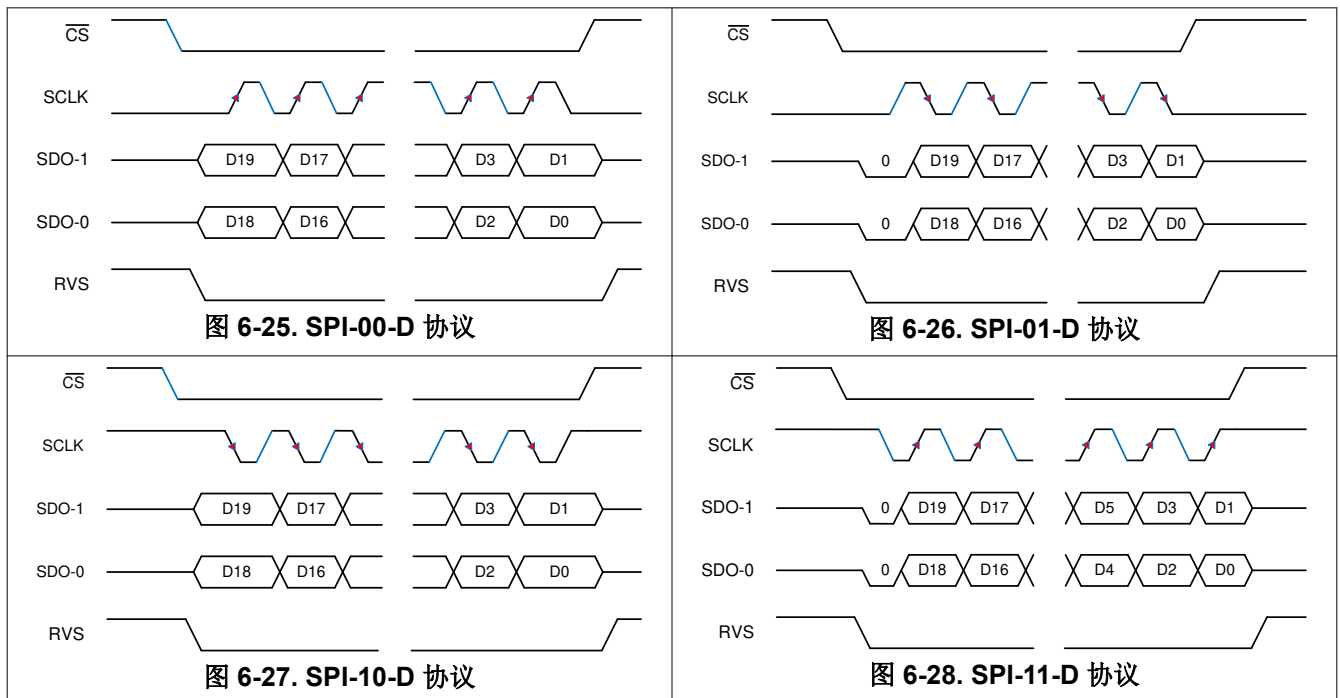 CS
SCLK
SDO-1 D19 D17 D3 D1
SDO-0 D18 D16 D2 D0
RVS
图 6-25. SPI-00-D 协议
CS
SCLK
SDO-1 0 D19 D17 D3 D1
SDO-0 0 D18 D16 D2 D0
RVS
图 6-26. SPI-01-D 协议
CS
SCLK
SDO-1 D19 D17 D3 D1
SDO-0 D18 D16 D2 D0
RVS
图 6-27. SPI-10-D 协议
CS
SCLK
SDO-1 0 D19 D17 D5 D3 D1
SDO-0 0 D18 D16 D4 D2 D0
RVS
图 6-28. SPI-11-D 协议